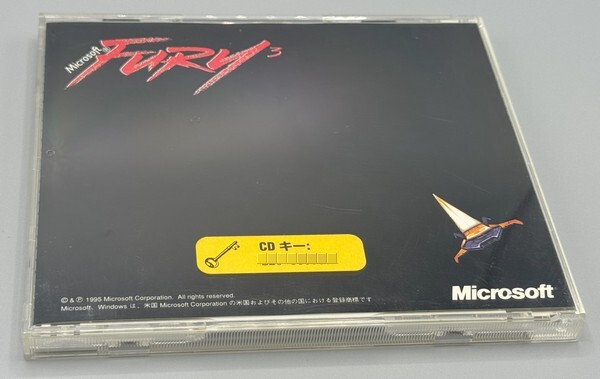 Microsoft® FURY³
CD キー:
© & ℗ 1995 Microsoft Corporation. All rights reserved.
Microsoft、Windows は、米国 Microsoft Corporation の米国およびその他の国における登録商標です
Microsoft